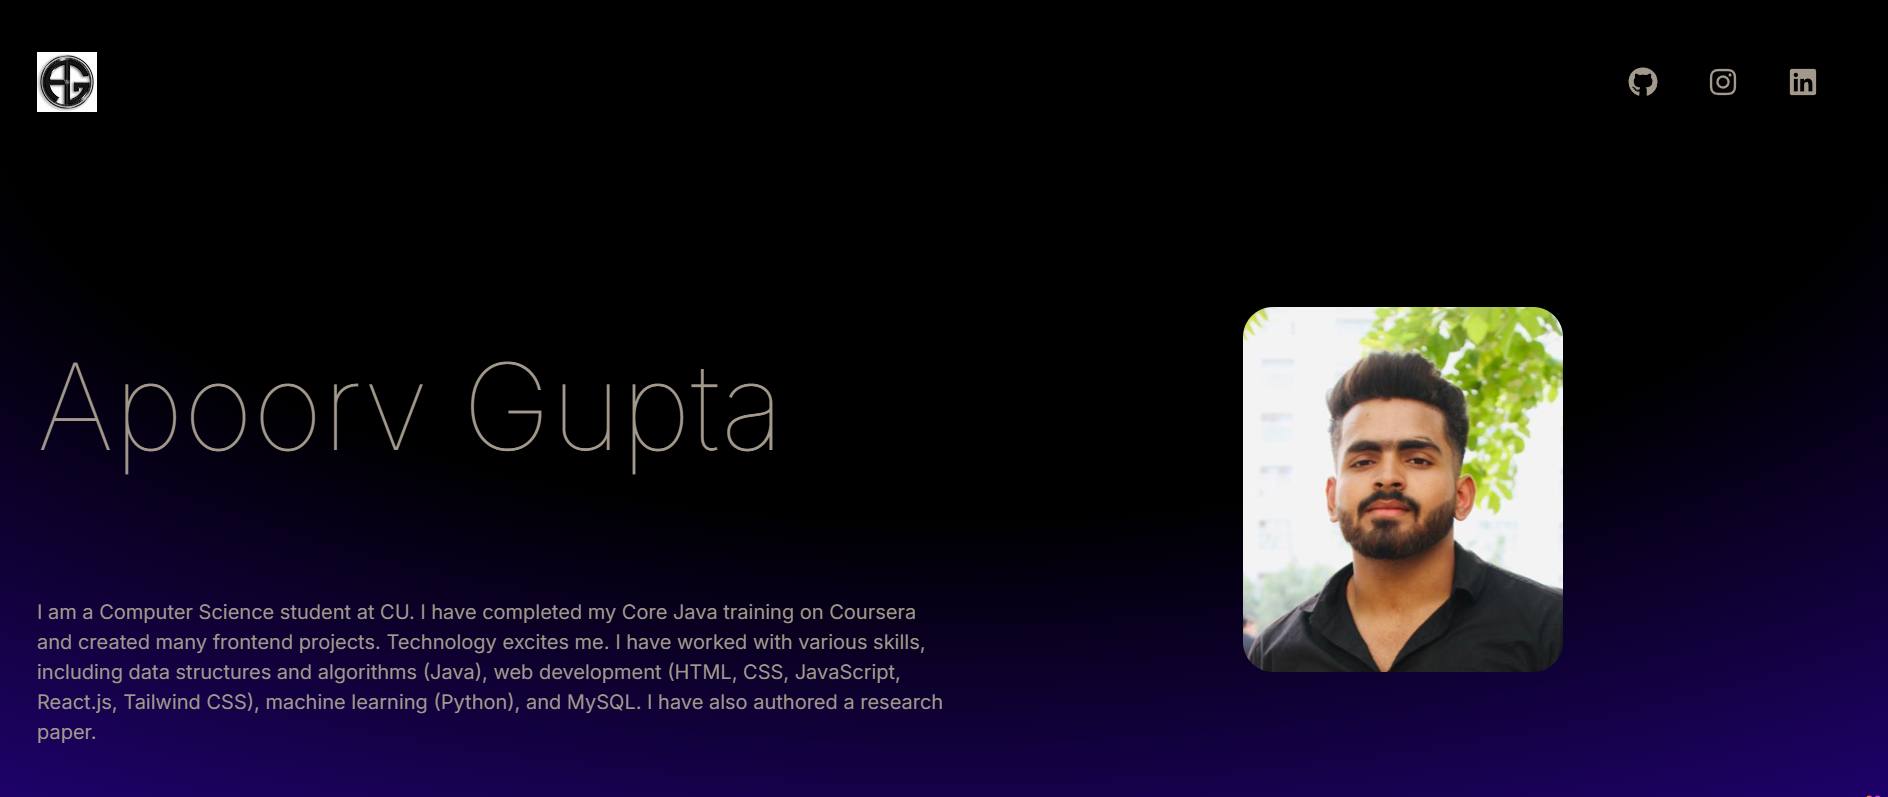 AG
Apoorv Gupta
I am a Computer Science student at CU. I have completed my Core Java training on Coursera
and created many frontend projects. Technology excites me. I have worked with various skills,
including data structures and algorithms (Java), web development (HTML, CSS, JavaScript,
React.js, Tailwind CSS), machine learning (Python), and MySQL. I have also authored a research
paper.